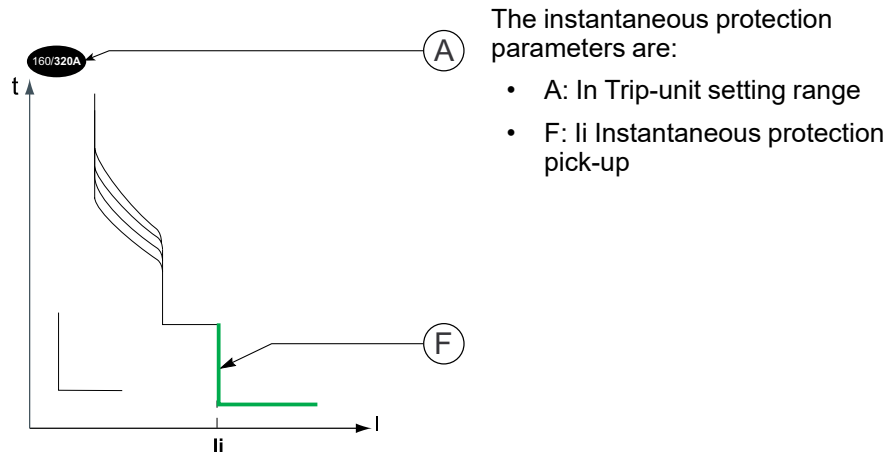 160/320A
A
t
F
I
Ii
The instantaneous protection
parameters are:
• A: In Trip-unit setting range
• F: Ii Instantaneous protection
pick-up